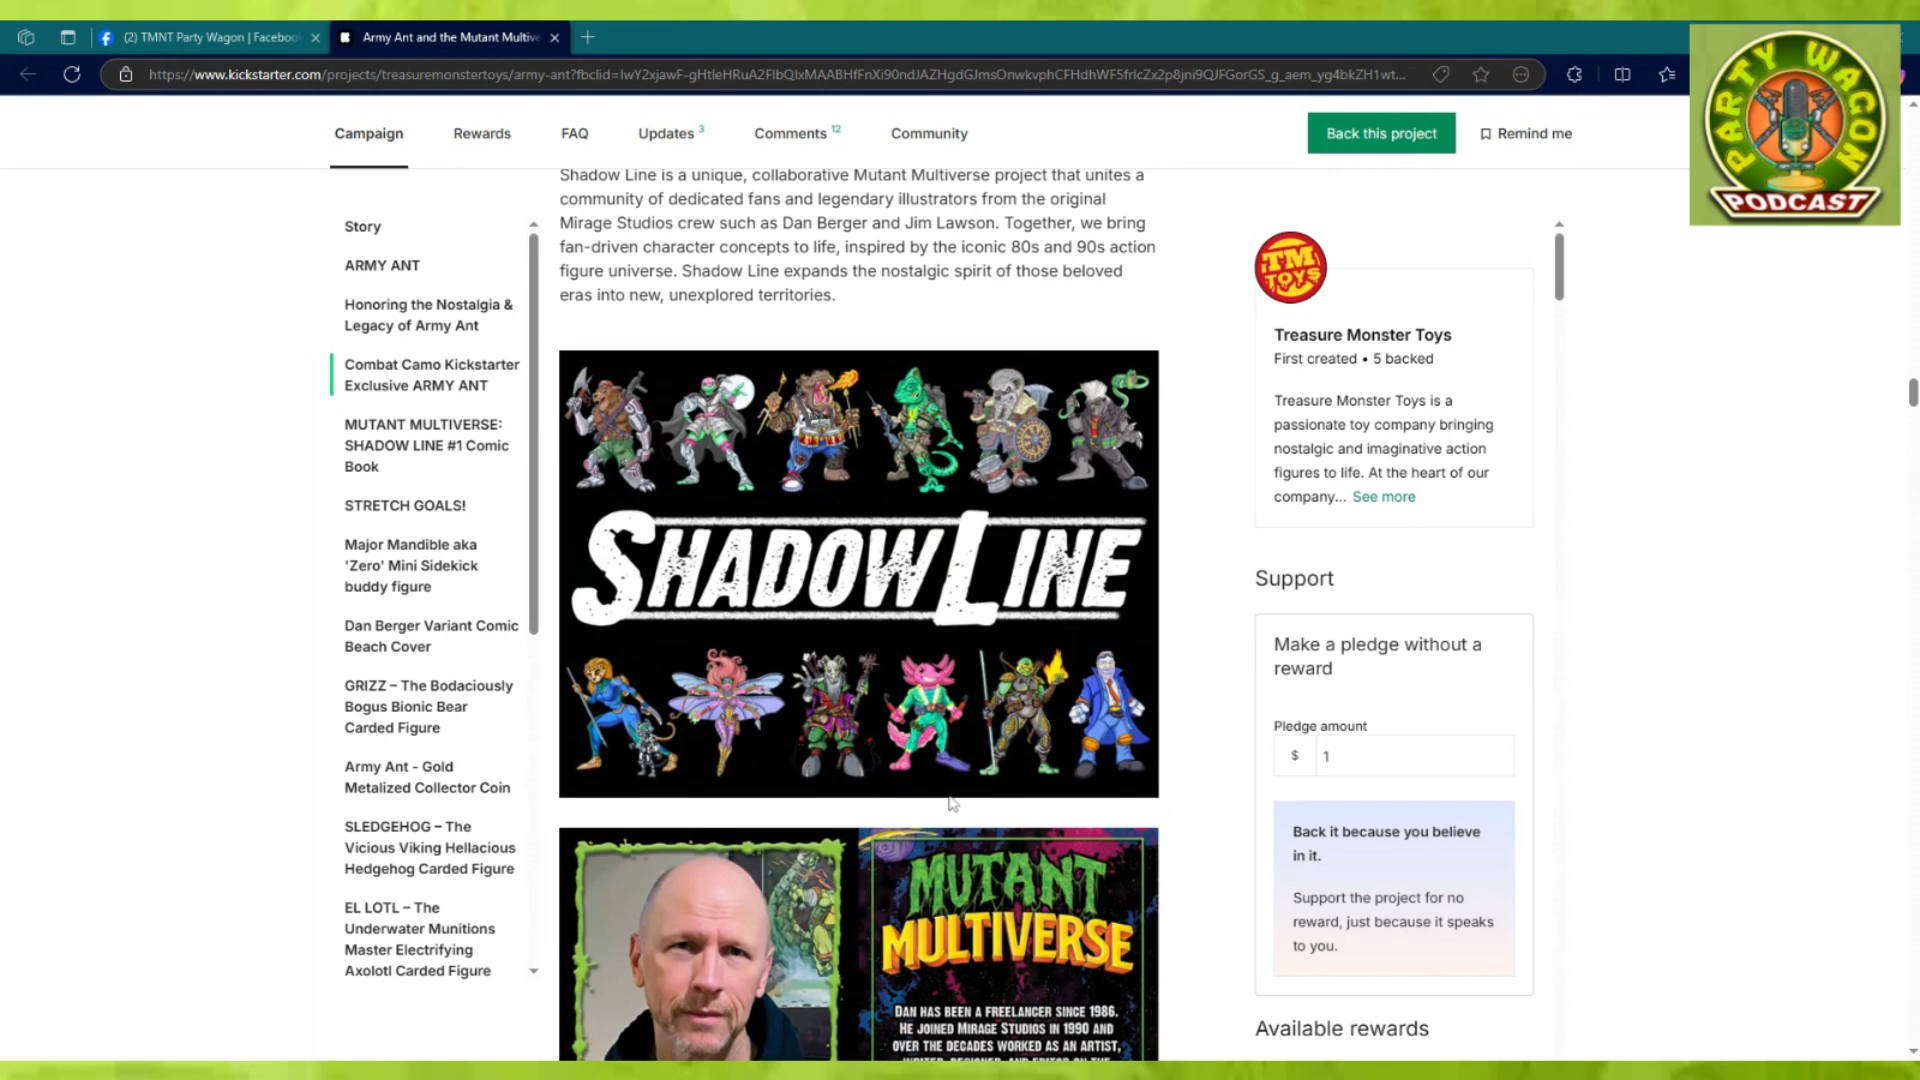 (2) TMNT Party Wagon | Facebook
Army Ant and the Mutant Multive
https://www.kickstarter.com/projects/treasuremonstertoys/army-ant?fbclid=
PARTY WAGON
PODCAST
Campaign
Rewards
FAQ
Updates 3
Comments 12
Community
Back this project
Remind me
Story
ARMY ANT
Honoring the Nostalgia &
Legacy of Army Ant
Combat Camo Kickstarter
Exclusive ARMY ANT
MUTANT MULTIVERSE:
SHADOW LINE #1 Comic
Book
STRETCH GOALS!
Major Mandible aka
'Zero' Mini Sidekick
buddy figure
Dan Berger Variant Comic
Beach Cover
GRIZZ – The Bodaciously
Bogus Bionic Bear
Carded Figure
Army Ant - Gold
Metalized Collector Coin
SLEDGEHOG – The
Vicious Viking Hellacious
Hedgehog Carded Figure
EL LOTL – The
Underwater Munitions
Master Electrifying
Axolotl Carded Figure
Shadow Line is a unique, collaborative Mutant Multiverse project that unites a
community of dedicated fans and legendary illustrators from the original
Mirage Studios crew such as Dan Berger and Jim Lawson. Together, we bring
fan-driven character concepts to life, inspired by the iconic 80s and 90s action
figure universe. Shadow Line expands the nostalgic spirit of those beloved
eras into new, unexplored territories.
SHADOW LINE
MUTANT
MULTIVERSE
DAN HAS BEEN A FREELANCER SINCE 1986.
HE JOINED MIRAGE STUDIOS IN 1990 AND
OVER THE DECADES WORKED AS AN ARTIST,
WRITER, DESIGNER, AND EDITOR ON THE
TM
TOYS
Treasure Monster Toys
First created • 5 backed
Treasure Monster Toys is a
passionate toy company bringing
nostalgic and imaginative action
figures to life. At the heart of our
company... See more
Support
Make a pledge without a
reward
Pledge amount
$ 1
Back it because you believe
in it.
Support the project for no
reward, just because it speaks
to you.
Available rewards